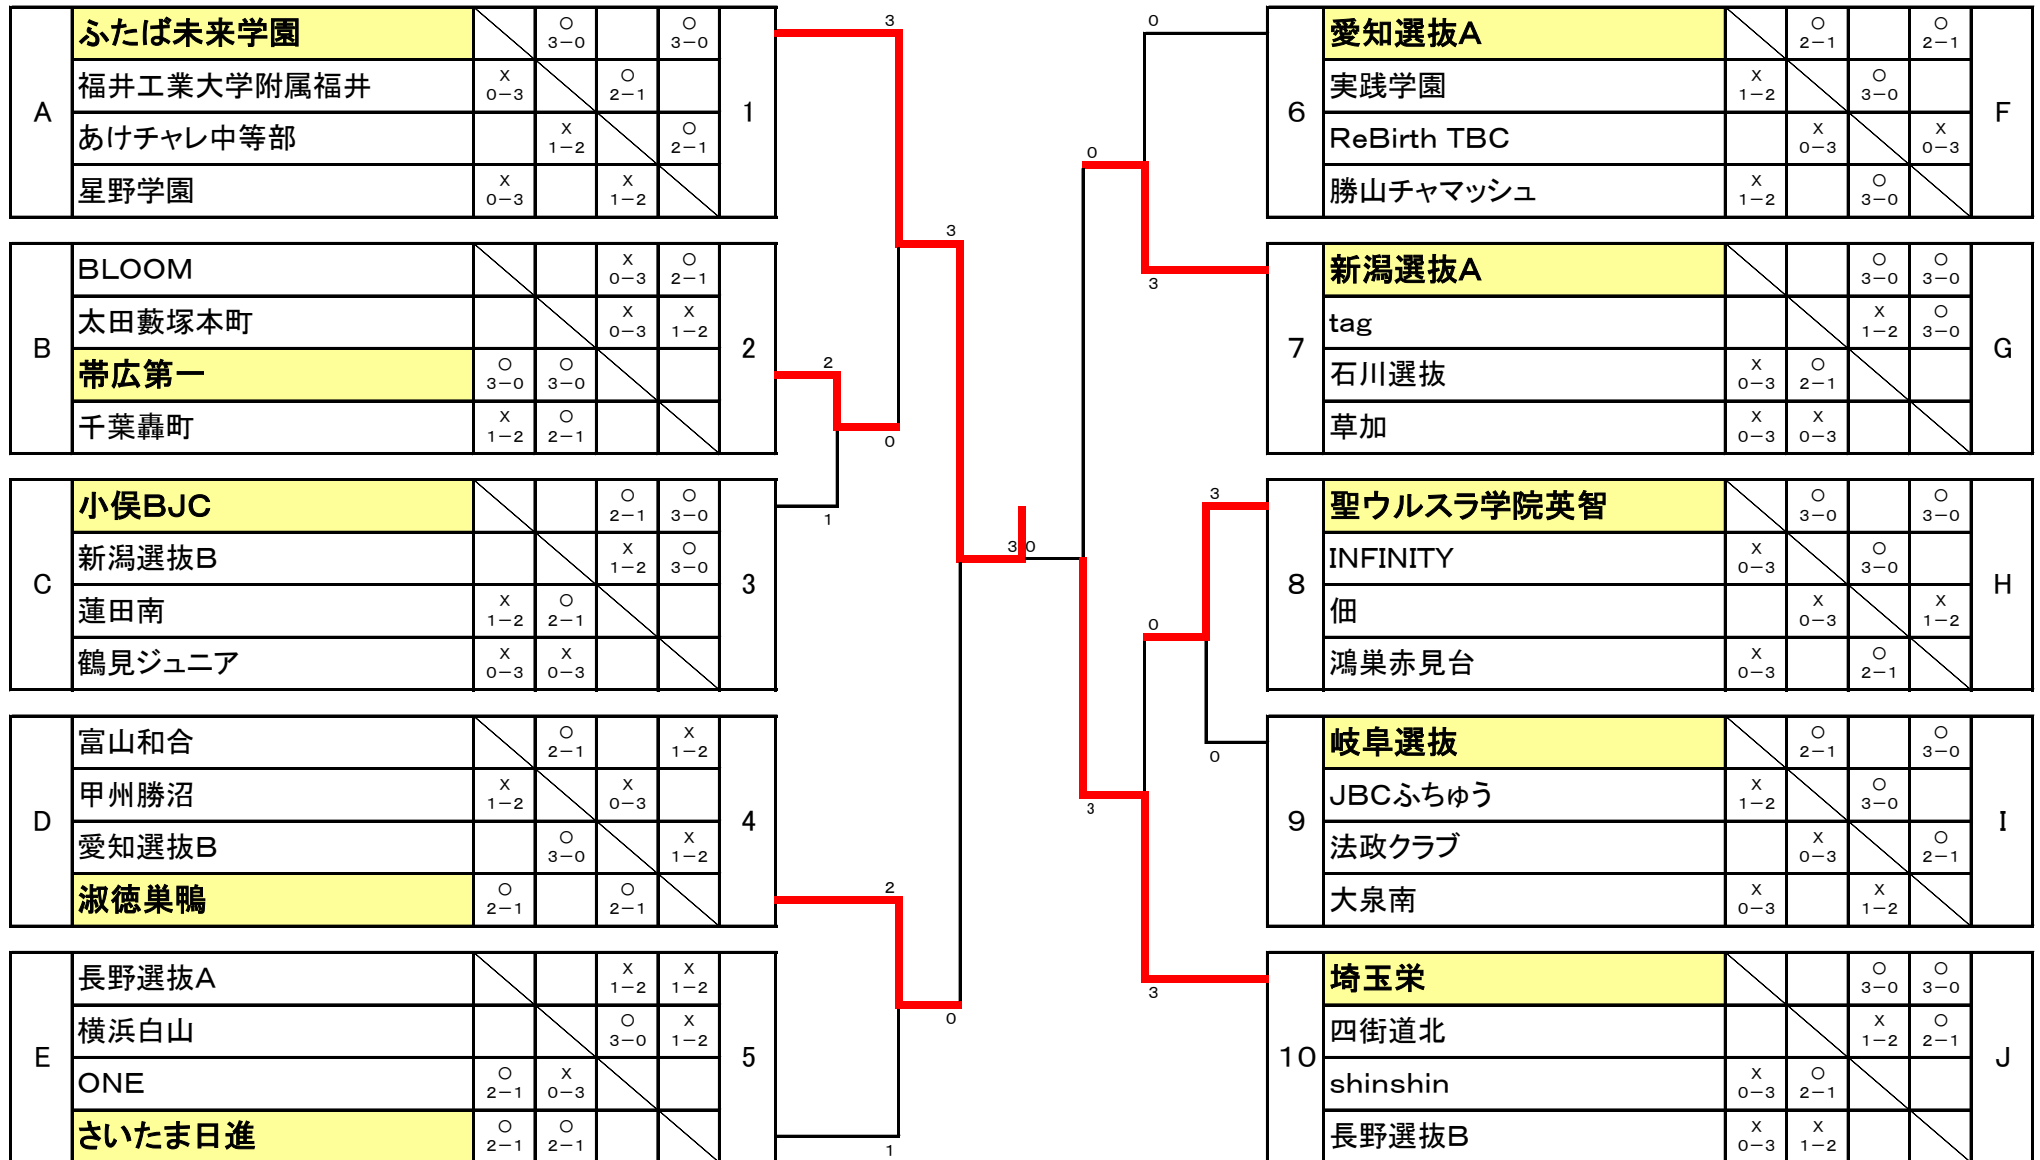 A
ふたば未来学園 ○ 3-0 ○ 3-0
福井工業大学附属福井 × 0-3 ○ 2-1
あけチャレ中等部 × 1-2 ○ 2-1
星野学園 × 0-3 × 1-2
1
B
BLOOM × 0-3 ○ 2-1
太田藪塚本町 × 0-3 × 1-2
帯広第一 ○ 3-0 ○ 3-0
千葉轟町 × 1-2 ○ 2-1
2
C
小俣BJC ○ 2-1 ○ 3-0
新潟選抜B × 1-2 ○ 3-0
蓮田南 × 1-2 ○ 2-1
鶴見ジュニア × 0-3 × 0-3
3
D
富山和合 ○ 2-1 × 1-2
甲州勝沼 × 1-2 × 0-3
愛知選抜B ○ 3-0 × 1-2
淑徳巣鴨 ○ 2-1 ○ 2-1
4
E
長野選抜A × 1-2 × 1-2
横浜白山 ○ 3-0 × 1-2
ONE ○ 2-1 × 0-3
さいたま日進 ○ 2-1 ○ 2-1
5
3
3
2
0
1
2
0
1
3 0
0
0
3
3
0
0
3
3
6
愛知選抜A ○ 2-1 ○ 2-1
実践学園 × 1-2 ○ 3-0
ReBirth TBC × 0-3 × 0-3
勝山チャマッシュ × 1-2 ○ 3-0
F
7
新潟選抜A ○ 3-0 ○ 3-0
tag × 1-2 ○ 3-0
石川選抜 × 0-3 ○ 2-1
草加 × 0-3 × 0-3
G
8
聖ウルスラ学院英智 ○ 3-0 ○ 3-0
INFINITY × 0-3 ○ 3-0
佃 × 0-3 × 1-2
鴻巣赤見台 × 0-3 ○ 2-1
H
9
岐阜選抜 ○ 2-1 ○ 3-0
JBCふちゅう × 1-2 ○ 3-0
法政クラブ × 0-3 ○ 2-1
大泉南 × 0-3 × 1-2
I
10
埼玉栄 ○ 3-0 ○ 3-0
四街道北 × 1-2 ○ 2-1
shinshin × 0-3 ○ 2-1
長野選抜B × 0-3 × 1-2
J